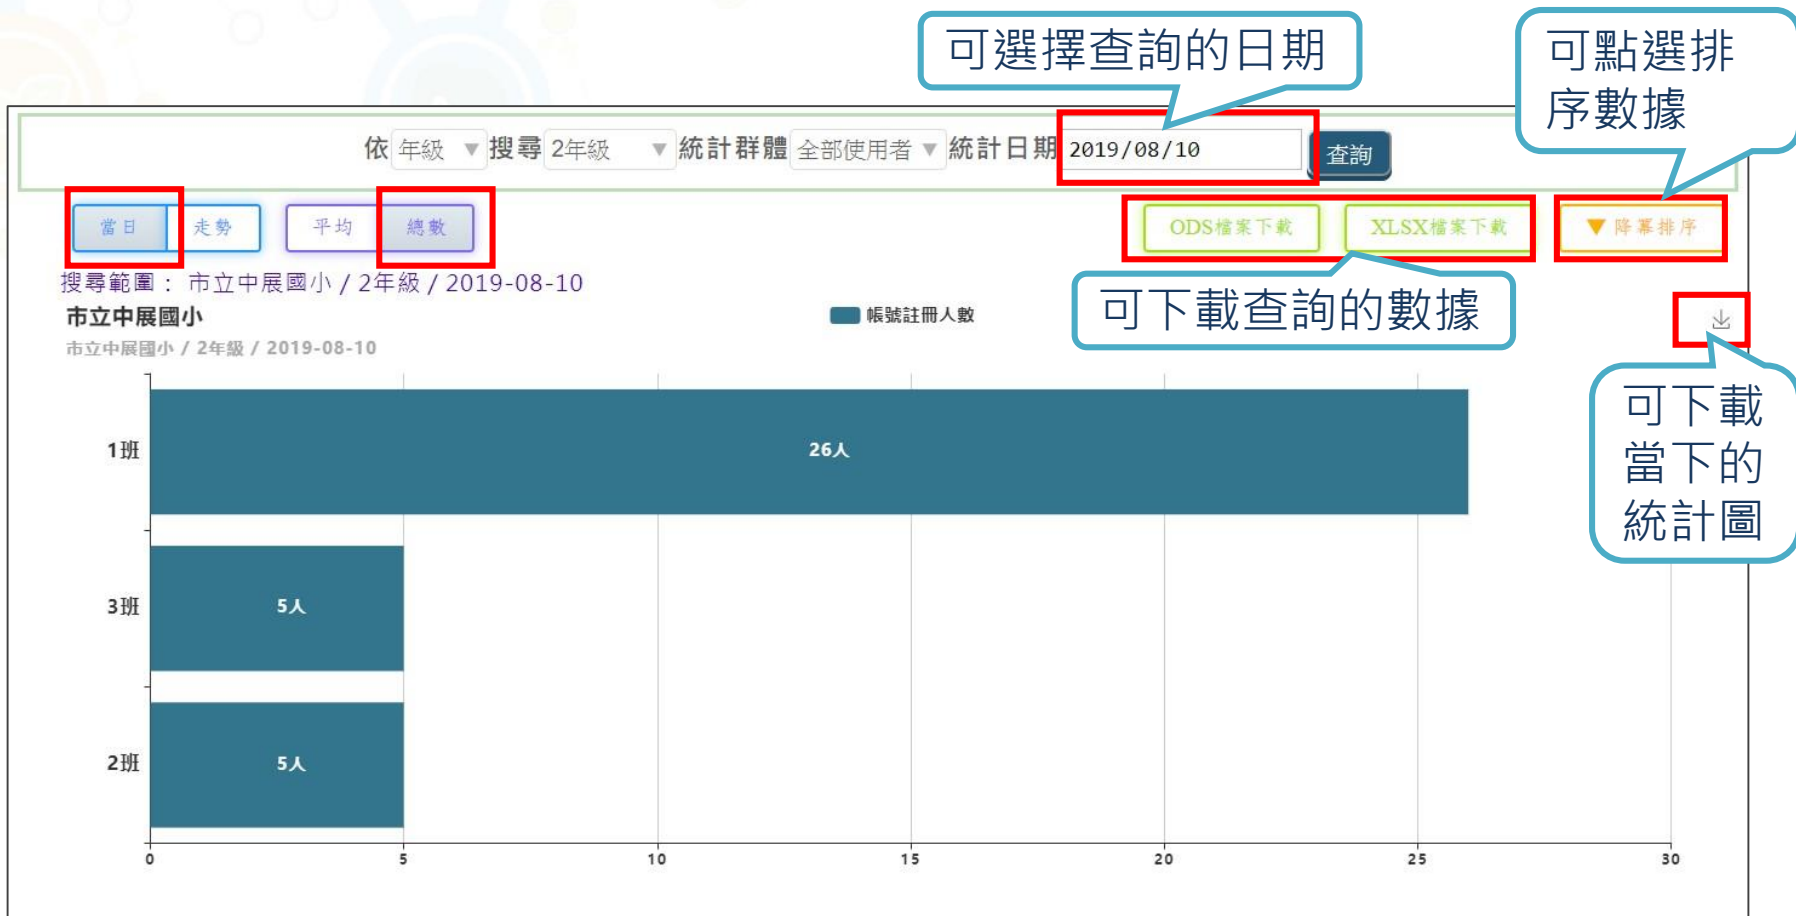 可選擇查詢的日期
可點選排
序數據
依 年級 ▼ 搜尋 2年級 ▼ 統計群體 全部使用者 ▼ 統計日期 2019/08/10 查詢
當日 走勢 平均 總數 ODS檔案下載 XLSX檔案下載 ▼降冪排序
搜尋範圍： 市立中展國小 / 2年級 / 2019-08-10
可下載查詢的數據
市立中展國小
帳號註冊人數
市立中展國小 / 2年級 / 2019-08-10
可下載
當下的
統計圖
1班 26人
3班 5人
2班 5人
0 5 10 15 20 25 30